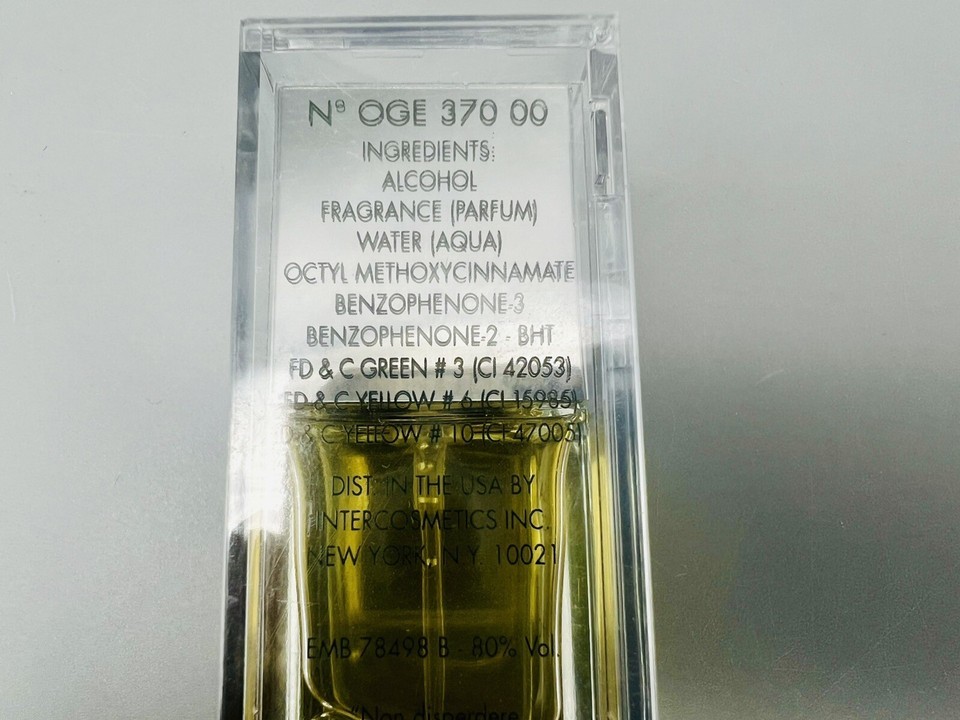 Nº OGE 370 00
INGREDIENTS:
ALCOHOL
FRAGRANCE (PARFUM)
WATER (AQUA)
OCTYL METHOXYCINNAMATE
BENZOPHENONE-3
BENZOPHENONE-2 - BHT
FD & C GREEN # 3 (CI 42053)
FD & C YELLOW # 6 (CI 15985)
D & C YELLOW # 10 (CI 47005)
DIST. IN THE USA BY
INTERCOSMETICS INC.
NEW YORK, N.Y. 10021
EMB 78498 B - 80% Vol.
"Non disperdere